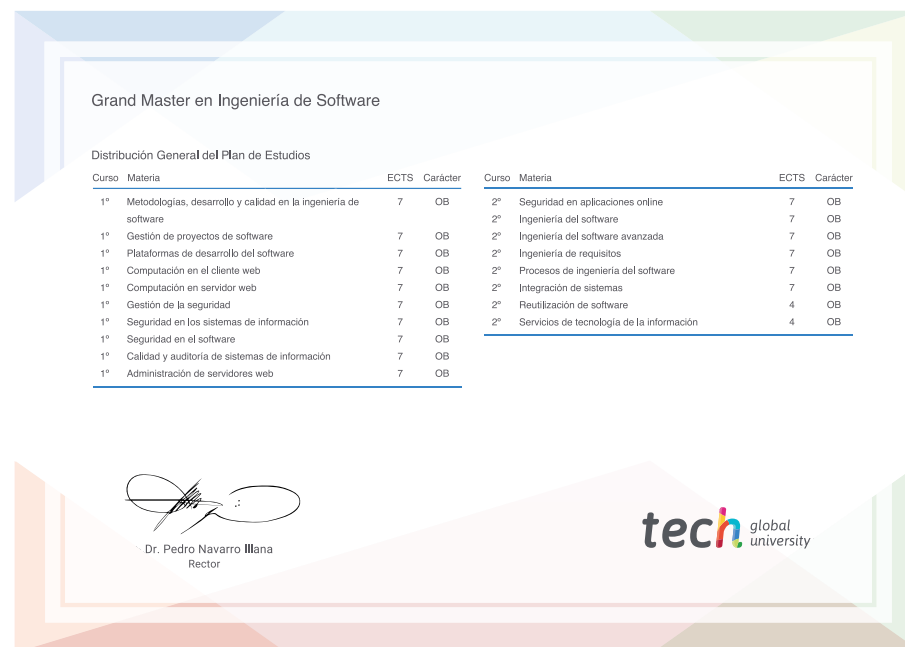 Grand Master en Ingeniería de Software
Distribución General del Plan de Estudios
Curso Materia ECTS Carácter
1º Metodologías, desarrollo y calidad en la ingeniería de 7 OB
software
1º Gestión de proyectos de software 7 OB
1º Plataformas de desarrollo del software 7 OB
1º Computación en el cliente web 7 OB
1º Computación en servidor web 7 OB
1º Gestión de la seguridad 7 OB
1º Seguridad en los sistemas de información 7 OB
1º Seguridad en el software 7 OB
1º Calidad y auditoría de sistemas de información 7 OB
1º Administración de servidores web 7 OB
Curso Materia ECTS Carácter
2º Seguridad en aplicaciones online 7 OB
2º Ingeniería del software 7 OB
2º Ingeniería del software avanzada 7 OB
2º Ingeniería de requisitos 7 OB
2º Procesos de ingeniería del software 7 OB
2º Integración de sistemas 7 OB
2º Reutilización de software 4 OB
2º Servicios de tecnología de la información 4 OB
Dr. Pedro Navarro Illana
Rector
tech global
university